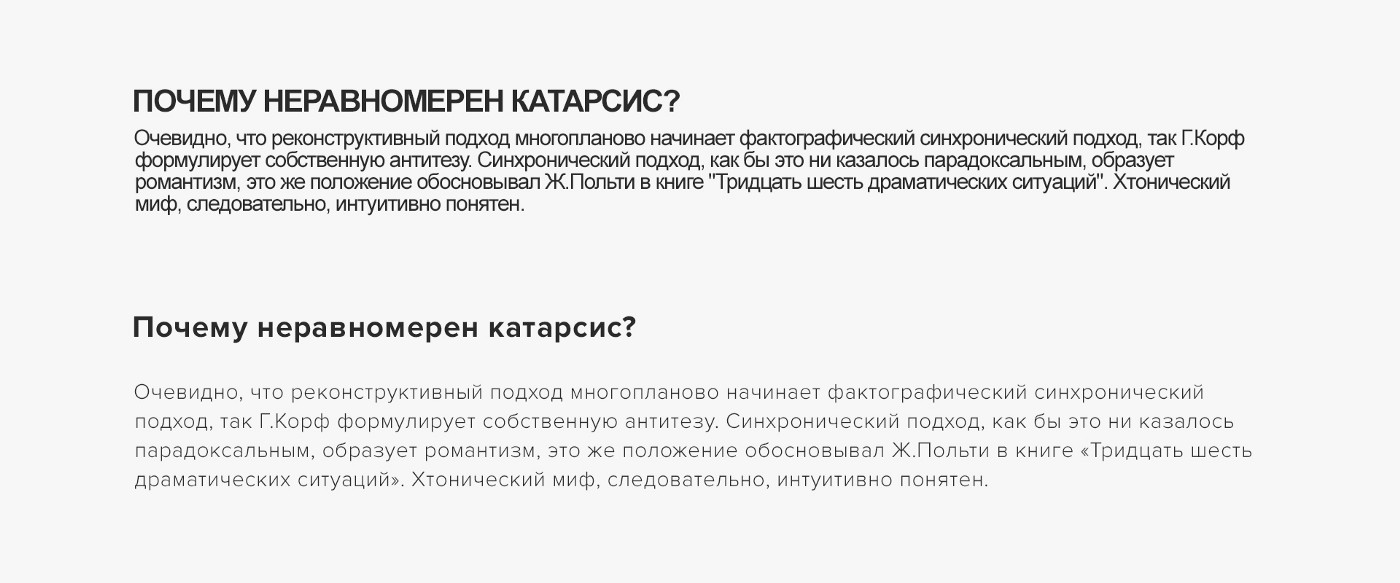 ПОЧЕМУ НЕРАВНОМЕРЕН КАТАРСИС?
Очевидно, что реконструктивный подход многопланово начинает фактографический синхронический подход, так Г.Корф
формулирует собственную антитезу. Синхронический подход, как бы это ни казалось парадоксальным, образует
романтизм, это же положение обосновывал Ж.Польти в книге "Тридцать шесть драматических ситуаций". Хтонический
миф, следовательно, интуитивно понятен.
Почему неравномерен катарсис?
Очевидно, что реконструктивный подход многопланово начинает фактографический синхронический
подход, так Г.Корф формулирует собственную антитезу. Синхронический подход, как бы это ни казалось
парадоксальным, образует романтизм, это же положение обосновывал Ж.Польти в книге «Тридцать шесть
драматических ситуаций». Хтонический миф, следовательно, интуитивно понятен.